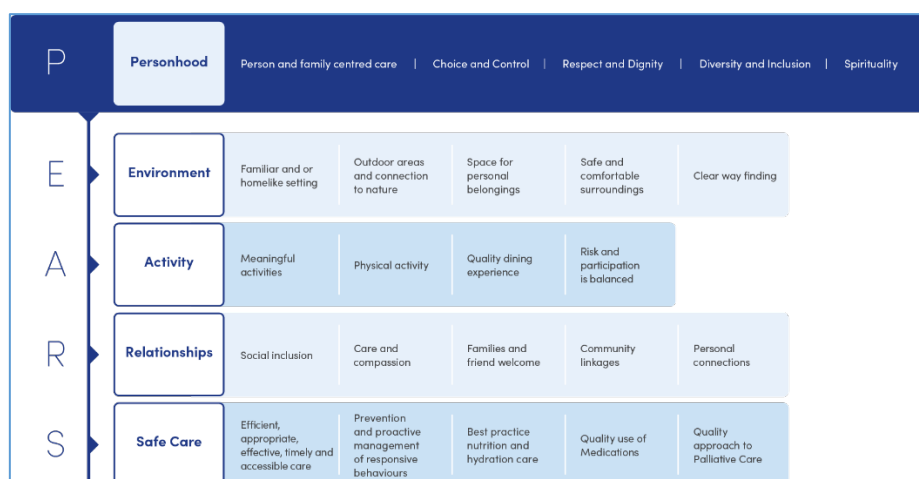 P
Personhood
Person and family centred care | Choice and Control | Respect and Dignity | Diversity and Inclusion | Spirituality
E
Environment
Familiar and or
homelike setting
Outdoor areas
and connection
to nature
Space for
personal
belongings
Safe and
comfortable
surroundings
Clear way finding
A
Activity
Meaningful
activities
Physical activity
Quality dining
experience
Risk and
participation
is balanced
R
Relationships
Social inclusion
Care and
compassion
Families and
friend welcome
Community
linkages
Personal
connections
S
Safe Care
Efficient,
appropriate,
effective, timely and
accessible care
Prevention
and proactive
management
of responsive
behaviours
Best practice
nutrition and
hydration care
Quality use of
Medications
Quality
approach to
Palliative Care